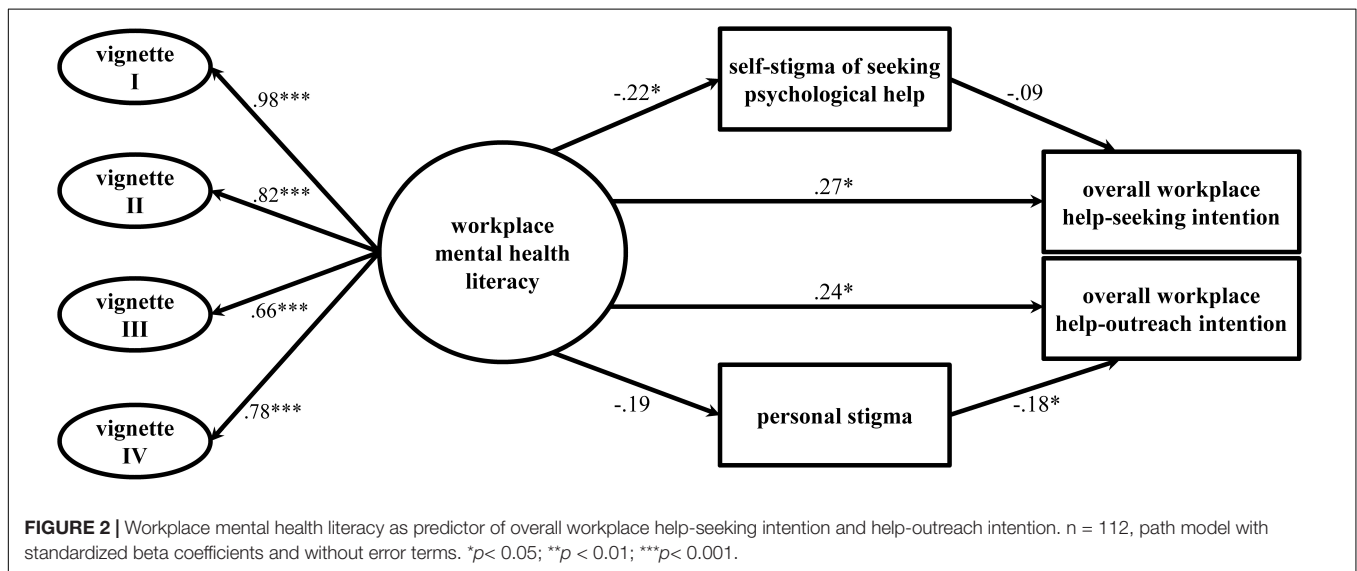 vignette
I
.98***
vignette
II
.82***
vignette
III
.66***
vignette
IV
.78***
workplace
mental health
literacy
-.22*
self-stigma of seeking
psychological help
-.09
.27*
overall workplace
help-seeking intention
.24*
overall workplace
help-outreach intention
-.19
personal stigma
-.18*
FIGURE 2 | Workplace mental health literacy as predictor of overall workplace help-seeking intention and help-outreach intention. n = 112, path model with
standardized beta coefficients and without error terms. *p< 0.05; **p < 0.01; ***p< 0.001.